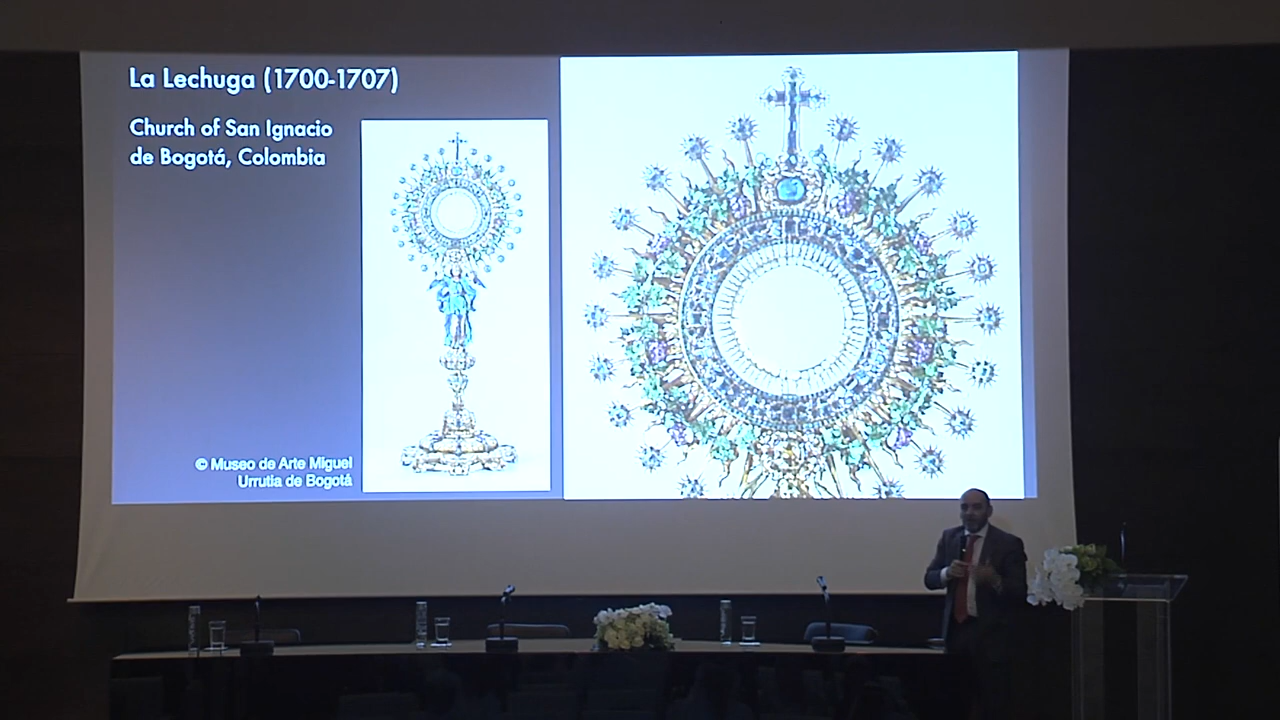 La Lechuga (1700-1707)
Church of San Ignacio
de Bogotá, Colombia
© Museo de Arte Miguel
Urrutia de Bogotá